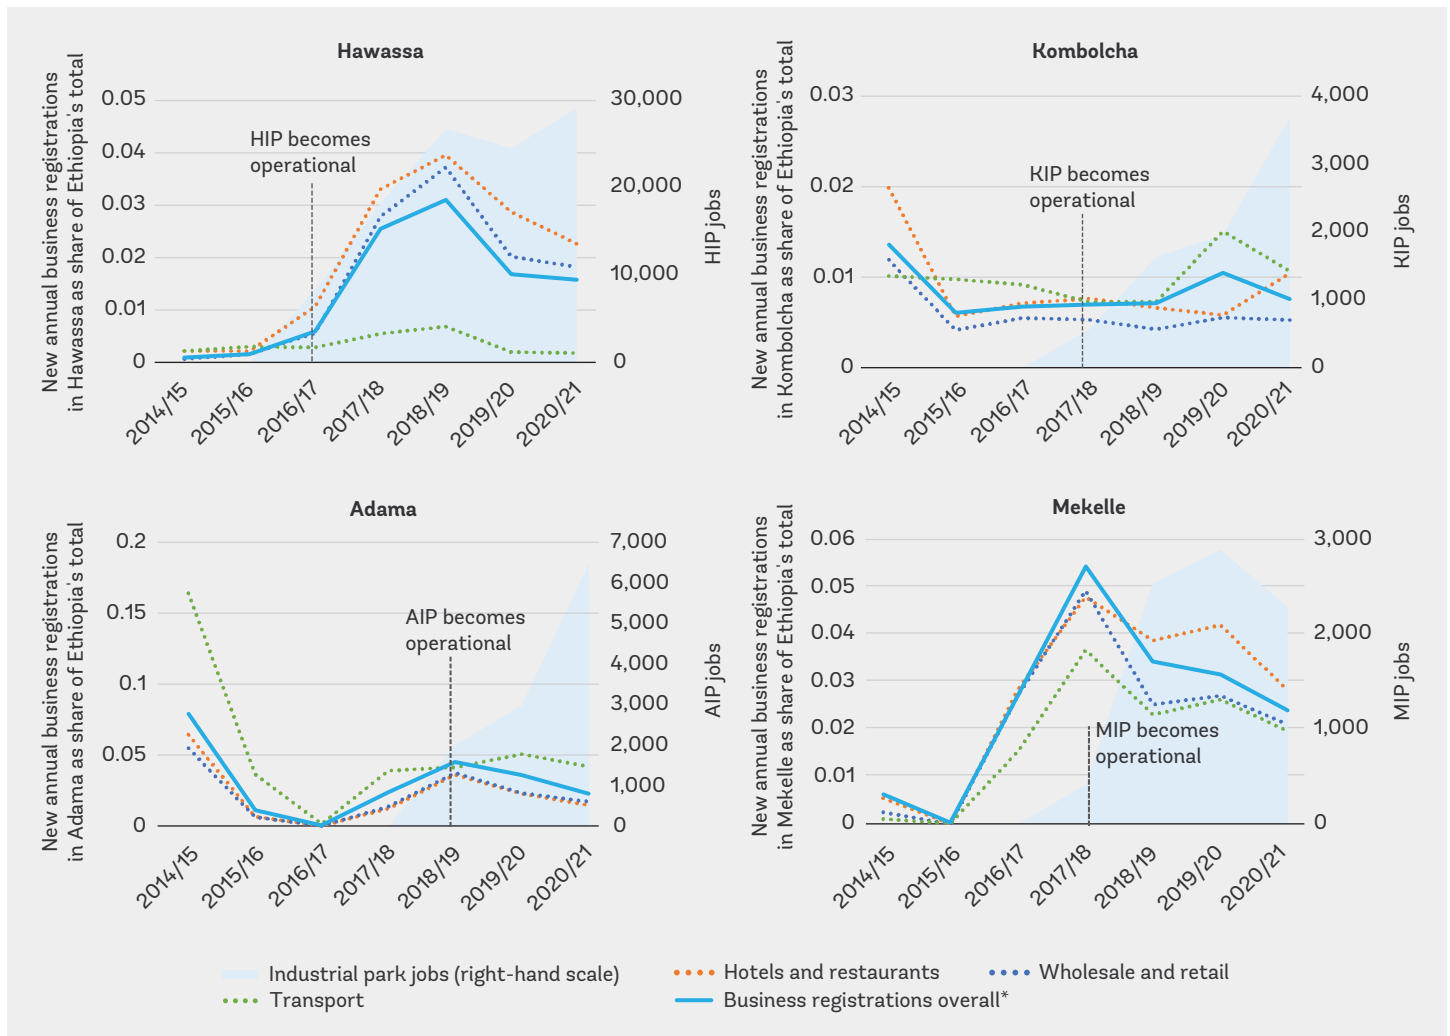 Hawassa
New annual business registrations
in Hawassa as share of Ethiopia's total
0.05
0.04
0.03
0.02
0.01
0
HIP becomes
operational
30,000
20,000
10,000
0
HIP jobs
2014/15
2015/16
2016/17
2017/18
2018/19
2019/20
2020/21
Kombolcha
New annual business registrations
in Kombolcha as share of Ethiopia's total
0.03
0.02
0.01
0
KIP becomes
operational
4,000
3,000
2,000
1,000
0
KIP jobs
2014/15
2015/16
2016/17
2017/18
2018/19
2019/20
2020/21
Adama
New annual business registrations
in Adama as share of Ethiopia's total
0.2
0.15
0.1
0.05
0
AIP becomes
operational
7,000
6,000
5,000
4,000
3,000
2,000
1,000
0
AIP jobs
2014/15
2015/16
2016/17
2017/18
2018/19
2019/20
2020/21
Mekelle
New annual business registrations
in Mekelle as share of Ethiopia's total
0.06
0.05
0.04
0.03
0.02
0.01
0
MIP becomes
operational
3,000
2,000
1,000
0
MIP jobs
2014/15
2015/16
2016/17
2017/18
2018/19
2019/20
2020/21
Industrial park jobs (right-hand scale)
Hotels and restaurants
Wholesale and retail
Transport
Business registrations overall*